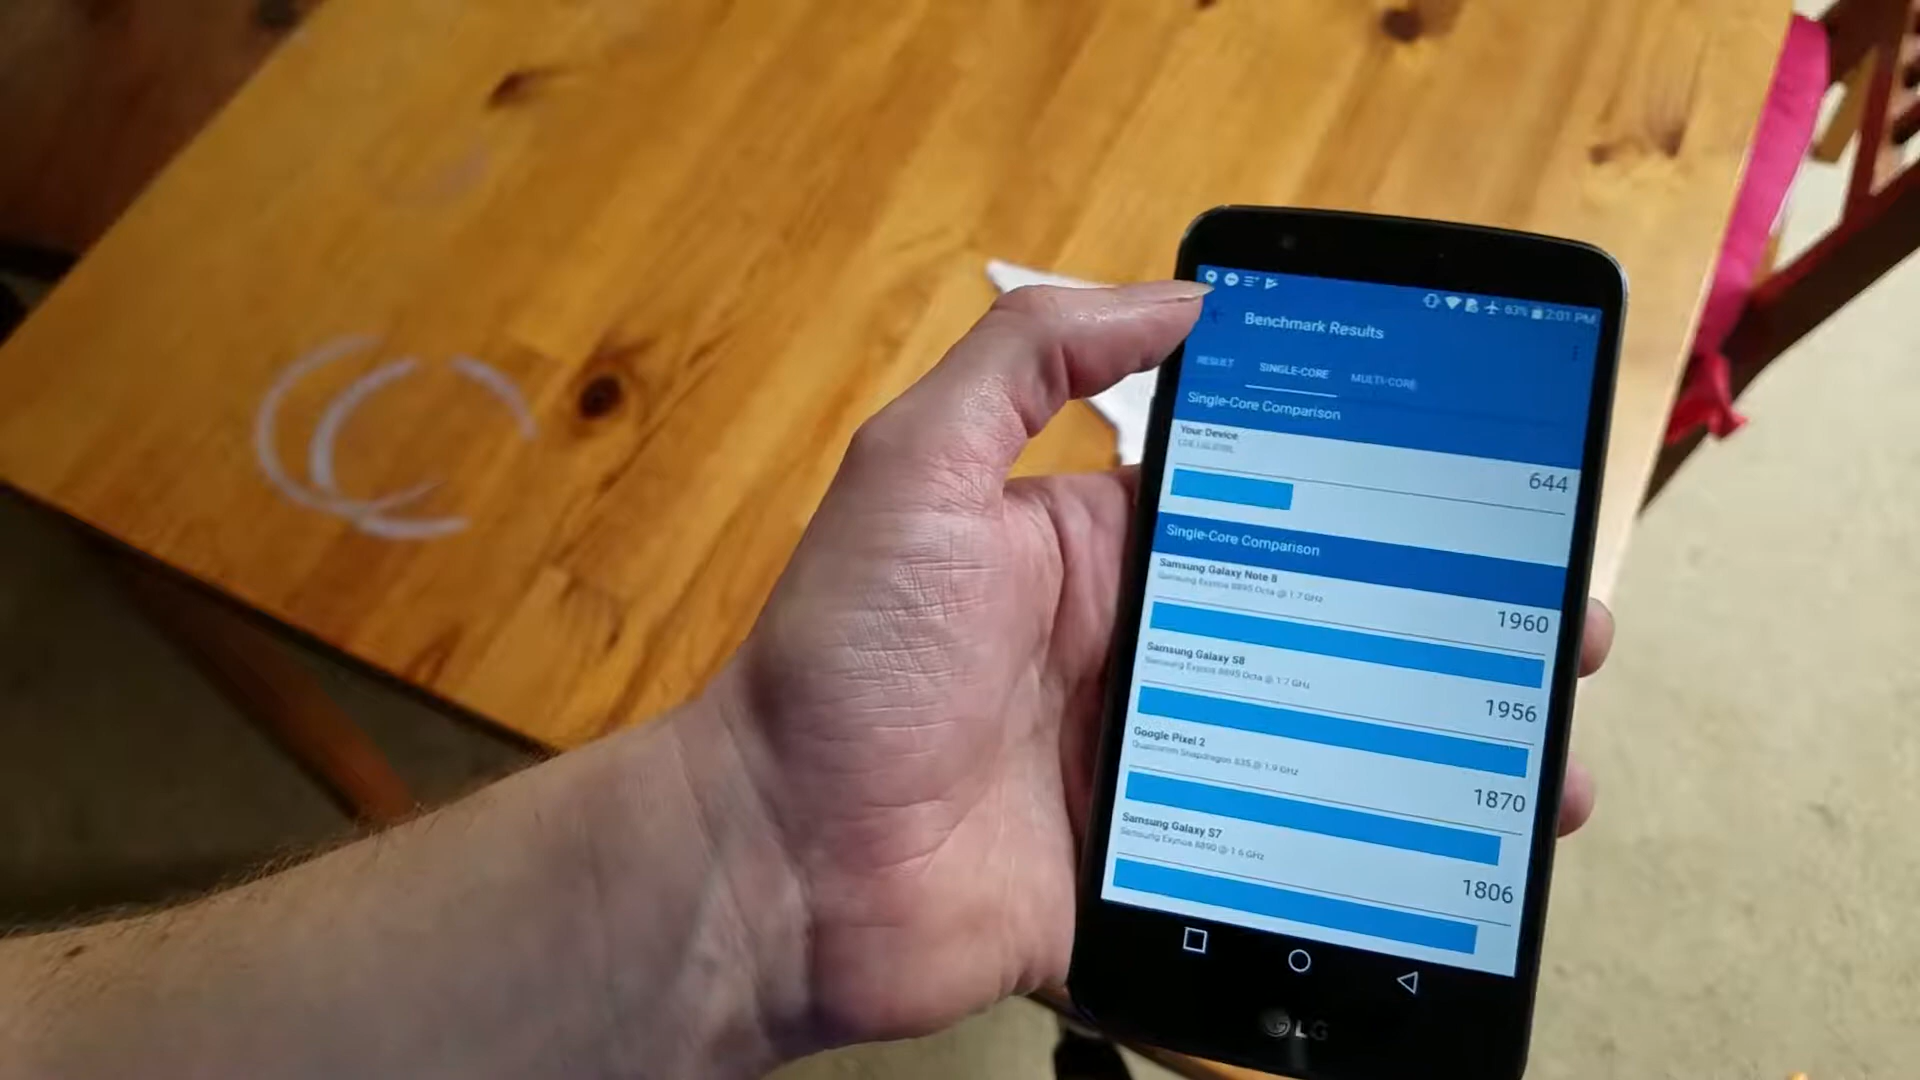 63% 2:01 PM
Benchmark Results
RESULT SINGLE-CORE MULTI-CORE
Single-Core Comparison
Your Device
644
Single-Core Comparison
Samsung Galaxy Note 8
Samsung Exynos 8895 Octa @ 1.7 GHz
1960
Samsung Galaxy S8
Samsung Exynos 8895 Octa @ 1.7 GHz
1956
Google Pixel 2
Qualcomm Snapdragon 835 @ 1.9 GHz
1870
Samsung Galaxy S7
Samsung Exynos 8890 @ 1.6 GHz
1806
LG